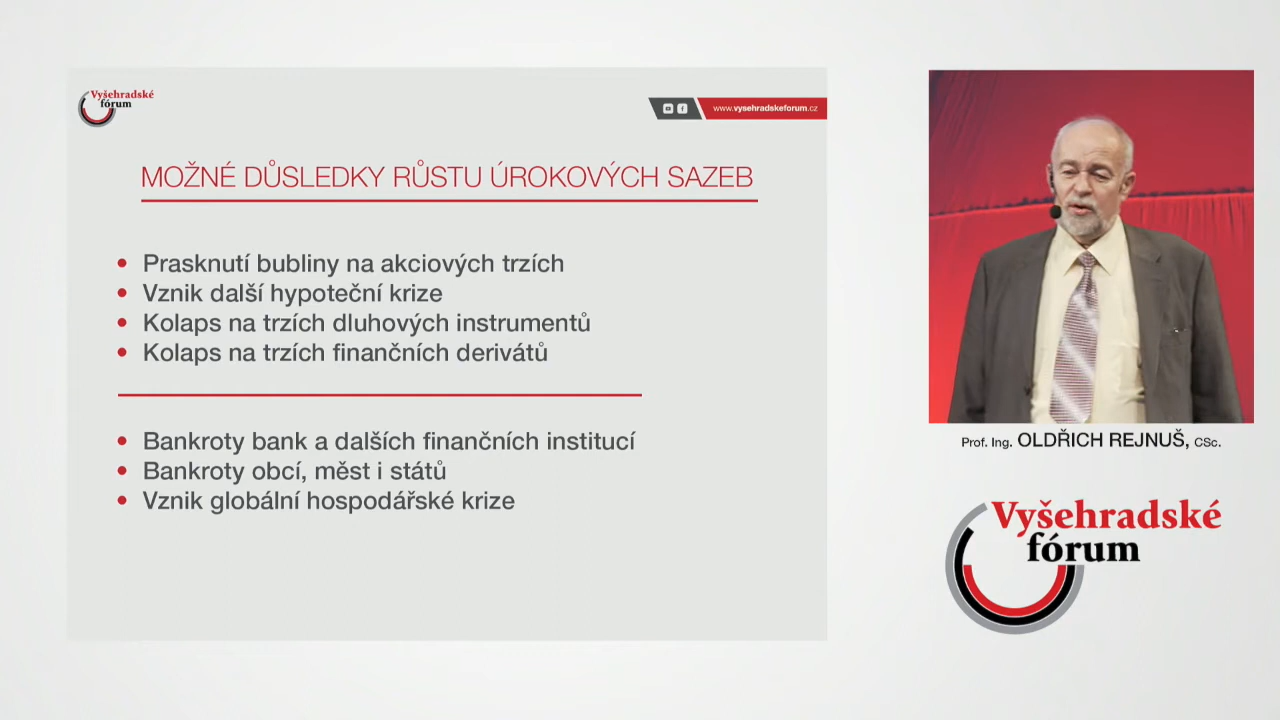 Vyšehradské
fórum
www.vysehradskeforum.cz
MOŽNÉ DŮSLEDKY RŮSTU ÚROKOVÝCH SAZEB
• Prasknutí bubliny na akciových trzích
• Vznik další hypoteční krize
• Kolaps na trzích dluhových instrumentů
• Kolaps na trzích finančních derivátů
• Bankroty bank a dalších finančních institucí
• Bankroty obcí, měst i států
• Vznik globální hospodářské krize
Prof. Ing. OLDŘICH REJNUŠ, CSc.
Vyšehradské
fórum